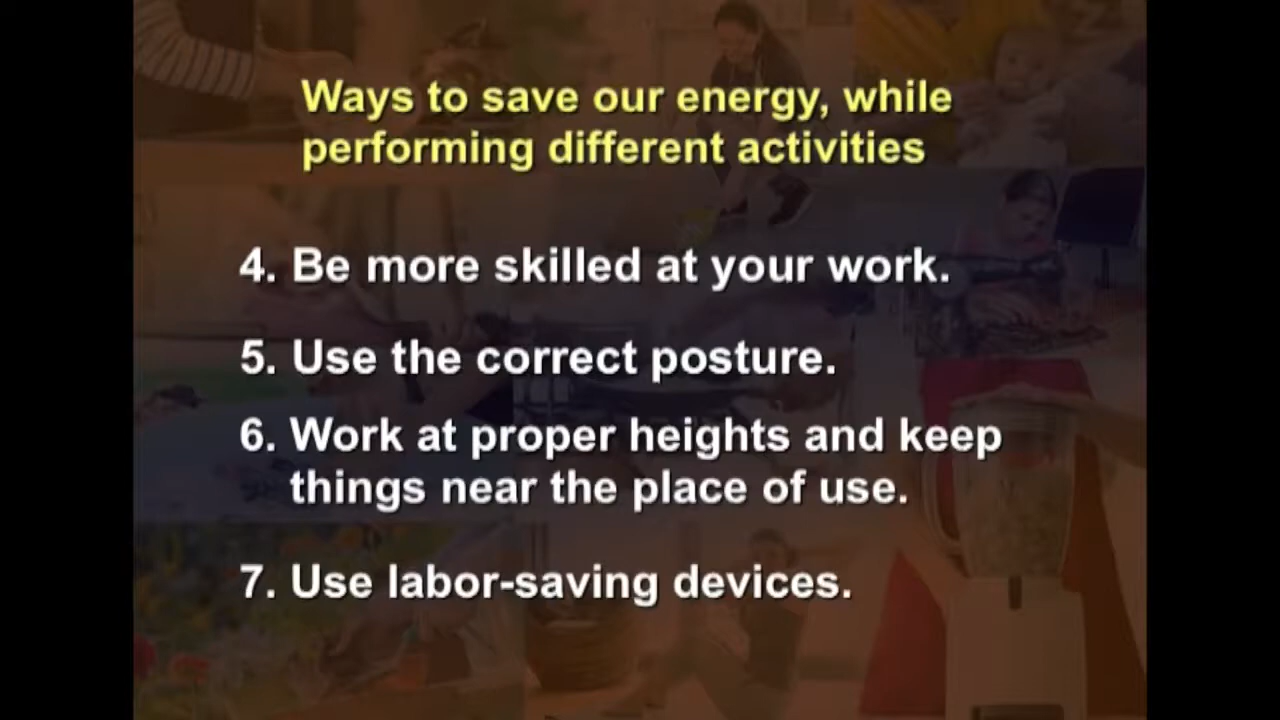 Ways to save our energy, while
performing different activities
4. Be more skilled at your work.
5. Use the correct posture.
6. Work at proper heights and keep
things near the place of use.
7. Use labor-saving devices.